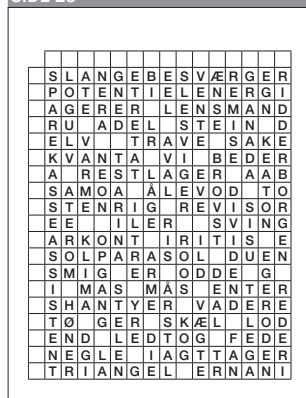 SLANGEBESVÆRGER
POTENTIELENERGI
AGERER LENSMAND
RU ADEL STEIN D
ELV TRAVE SAKE
KVANTA VI BEDER
A RESTLAGER AAB
SAMOA ÅLEVOD TO
STENRIG REVISOR
EE ILER SVING
ARKONT IRITIS E
SOLPARASOL DUEN
SMIG ER ODDE G
I MAS MÅS ENTER
SHANTYER VADERE
TØ GER SKÆL LOD
END LEDTOG FEDE
NEGLE IAGTTAGER
TRIANGEL ERNANI